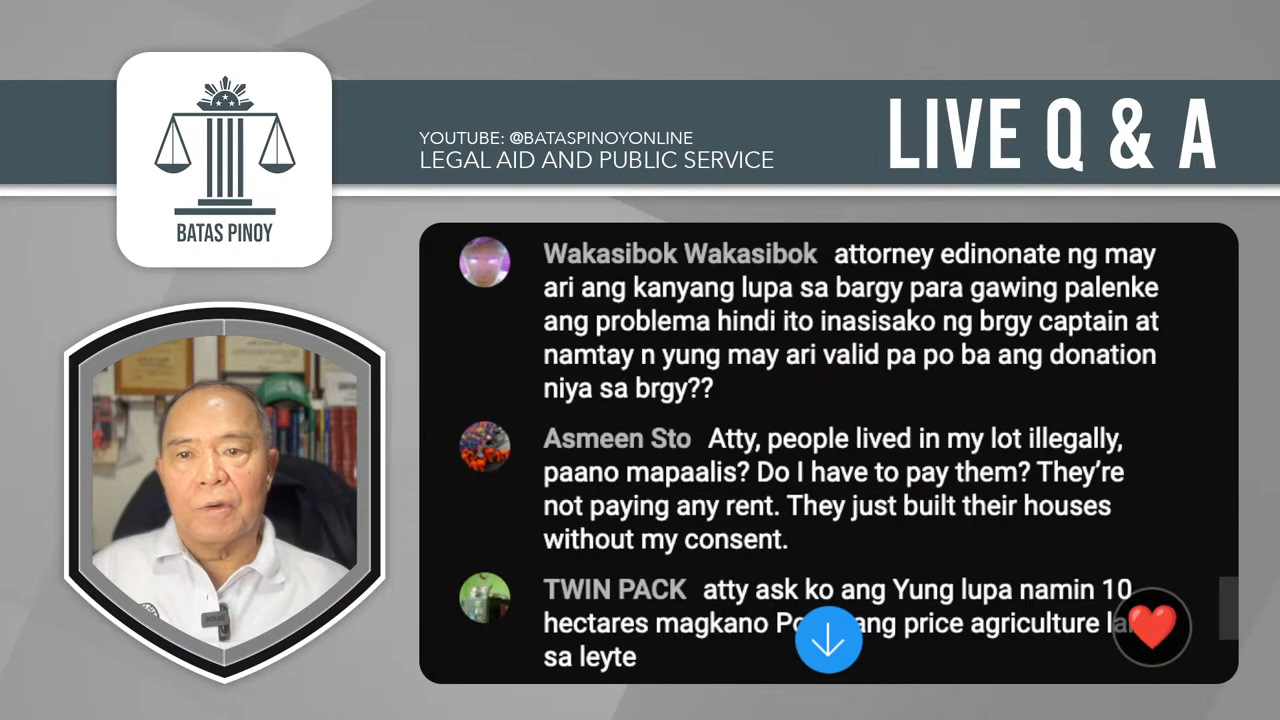 YOUTUBE: @BATASPINOYONLINE
LEGAL AID AND PUBLIC SERVICE
LIVE Q & A
BATAS PINOY
Wakasibok Wakasibok attorney edinonate ng may
ari ang kanyang lupa sa bargy para gawing palenke
ang problema hindi ito inasisako ng brgy captain at
namtay n yung may ari valid pa po ba ang donation
niya sa brgy??
Asmeen Sto Atty, people lived in my lot illegally,
paano mapaalis? Do I have to pay them? They're
not paying any rent. They just built their houses
without my consent.
TWIN PACK atty ask ko ang Yung lupa namin 10
hectares magkano ang price agriculture
sa leyte